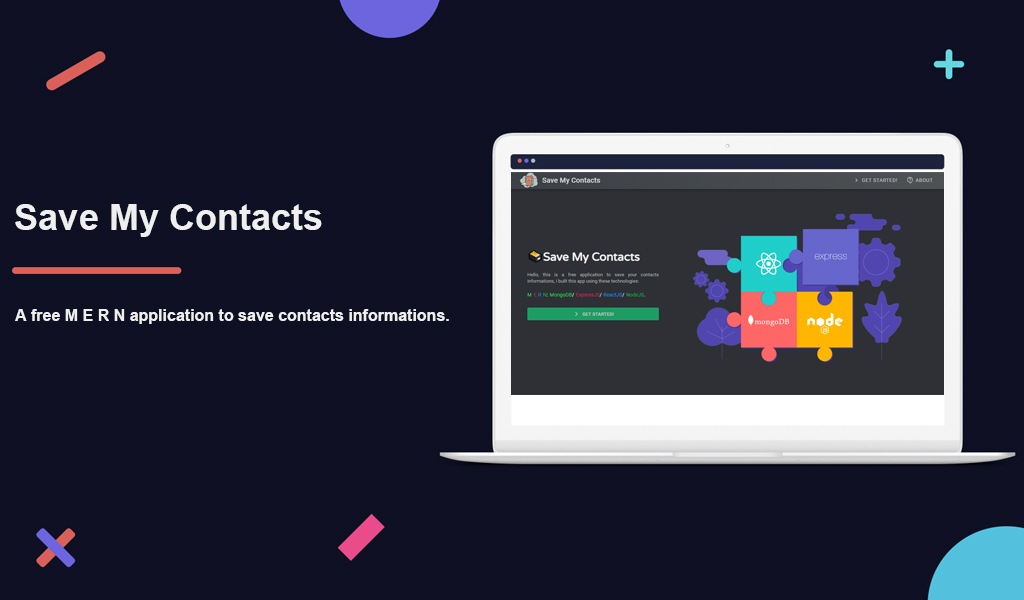 Save My Contacts
A free M E R N application to save contacts informations.
Save My Contacts
GET STARTED!
ABOUT
Save My Contacts
Hello, this is a free application to save your contacts
informations, I built this app using these technologies:
M E R N: MongoDB/ ExpressJS/ ReactJS/ NodeJS.
GET STARTED!
express
mongoDB
node
JS